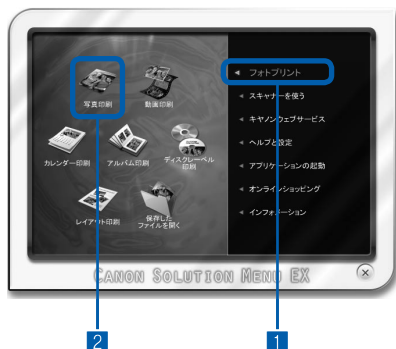 写真印刷
動画印刷
カレンダー印刷
アルバム印刷
ディスクレーベル
印刷
レイアウト印刷
保存した
ファイルを開く
フォトプリント
スキャナーを使う
キヤノンウェブサービス
ヘルプと設定
アプリケーションの起動
オンラインショッピング
インフォメーション
CANON SOLUTION MENU EX
2
1